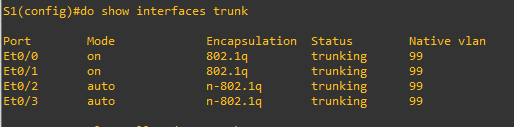 S1(config)#do show interfaces trunk
Port Mode Encapsulation Status Native vlan
Et0/0 on 802.1q trunking 99
Et0/1 on 802.1q trunking 99
Et0/2 auto n-802.1q trunking 99
Et0/3 auto n-802.1q trunking 99